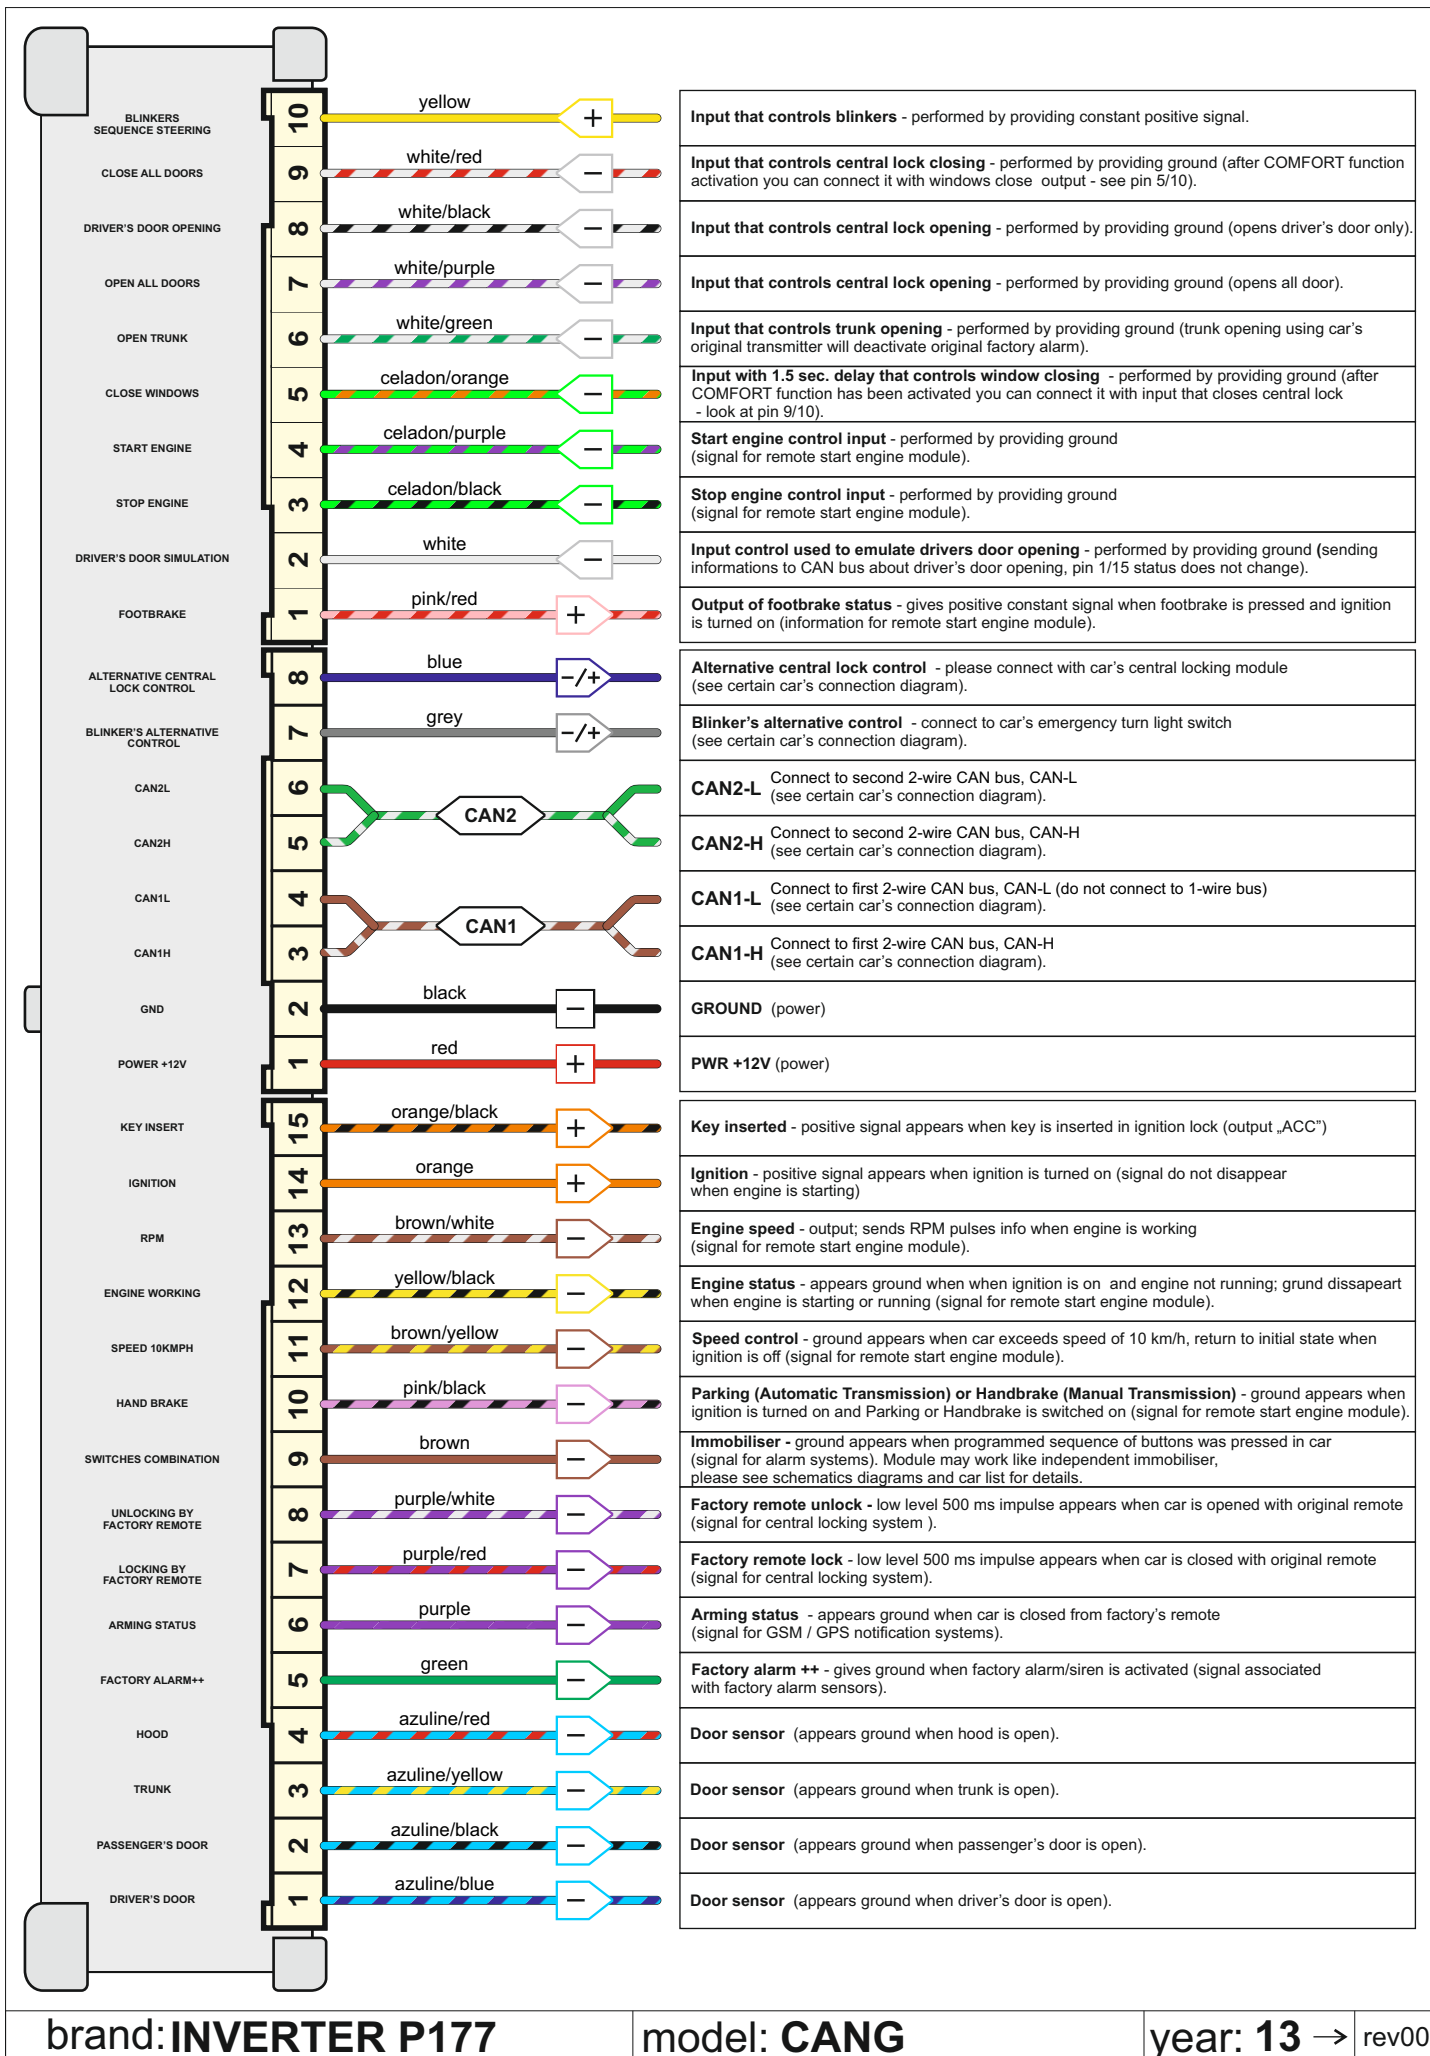 BLINKERS
SEQUENCE STEERING
10
yellow
+
Input that controls blinkers - performed by providing constant positive signal.
CLOSE ALL DOORS
9
white/red
−
Input that controls central lock closing - performed by providing ground (after COMFORT function
activation you can connect it with windows close output - see pin 5/10).
DRIVER'S DOOR OPENING
8
white/black
−
Input that controls central lock opening - performed by providing ground (opens driver's door only).
OPEN ALL DOORS
7
white/purple
−
Input that controls central lock opening - performed by providing ground (opens all door).
OPEN TRUNK
6
white/green
−
Input that controls trunk opening - performed by providing ground (trunk opening using car's
original transmitter will deactivate original factory alarm).
CLOSE WINDOWS
5
celadon/orange
−
Input with 1.5 sec. delay that controls window closing - performed by providing ground (after
COMFORT function has been activated you can connect it with input that closes central lock
- look at pin 9/10).
START ENGINE
4
celadon/purple
−
Start engine control input - performed by providing ground
(signal for remote start engine module).
STOP ENGINE
3
celadon/black
−
Stop engine control input - performed by providing ground
(signal for remote start engine module).
DRIVER'S DOOR SIMULATION
2
white
−
Input control used to emulate drivers door opening - performed by providing ground (sending
informations to CAN bus about driver's door opening, pin 1/15 status does not change).
FOOTBRAKE
1
pink/red
+
Output of footbrake status - gives positive constant signal when footbrake is pressed and ignition
is turned on (information for remote start engine module).
ALTERNATIVE CENTRAL
LOCK CONTROL
8
blue
−/+
Alternative central lock control - please connect with car's central locking module
(see certain car's connection diagram).
BLINKER'S ALTERNATIVE
CONTROL
7
grey
−/+
Blinker's alternative control - connect to car's emergency turn light switch
(see certain car's connection diagram).
CAN2L
6
CAN2-L Connect to second 2-wire CAN bus, CAN-L
(see certain car's connection diagram).
CAN2
CAN2H
5
CAN2-H Connect to second 2-wire CAN bus, CAN-H
(see certain car's connection diagram).
CAN1L
4
CAN1-L Connect to first 2-wire CAN bus, CAN-L (do not connect to 1-wire bus)
(see certain car's connection diagram).
CAN1
CAN1H
3
CAN1-H Connect to first 2-wire CAN bus, CAN-H
(see certain car's connection diagram).
GND
2
black
−
GROUND (power)
POWER +12V
1
red
+
PWR +12V (power)
KEY INSERT
15
orange/black
+
Key inserted - positive signal appears when key is inserted in ignition lock (output „ACC")
IGNITION
14
orange
+
Ignition - positive signal appears when ignition is turned on (signal do not disappear
when engine is starting)
RPM
13
brown/white
−
Engine speed - output; sends RPM pulses info when engine is working
(signal for remote start engine module).
ENGINE WORKING
12
yellow/black
−
Engine status - appears ground when when ignition is on and engine not running; grund dissapeart
when engine is starting or running (signal for remote start engine module).
SPEED 10KMPH
11
brown/yellow
−
Speed control - ground appears when car exceeds speed of 10 km/h, return to initial state when
ignition is off (signal for remote start engine module).
HAND BRAKE
10
pink/black
−
Parking (Automatic Transmission) or Handbrake (Manual Transmission) - ground appears when
ignition is turned on and Parking or Handbrake is switched on (signal for remote start engine module).
SWITCHES COMBINATION
9
brown
−
Immobiliser - ground appears when programmed sequence of buttons was pressed in car
(signal for alarm systems). Module may work like independent immobiliser,
please see schematics diagrams and car list for details.
UNLOCKING BY
FACTORY REMOTE
8
purple/white
−
Factory remote unlock - low level 500 ms impulse appears when car is opened with original remote
(signal for central locking system ).
LOCKING BY
FACTORY REMOTE
7
purple/red
−
Factory remote lock - low level 500 ms impulse appears when car is closed with original remote
(signal for central locking system).
ARMING STATUS
6
purple
−
Arming status - appears ground when car is closed from factory's remote
(signal for GSM / GPS notification systems).
FACTORY ALARM++
5
green
−
Factory alarm ++ - gives ground when factory alarm/siren is activated (signal associated
with factory alarm sensors).
HOOD
4
azuline/red
−
Door sensor (appears ground when hood is open).
TRUNK
3
azuline/yellow
−
Door sensor (appears ground when trunk is open).
PASSENGER'S DOOR
2
azuline/black
−
Door sensor (appears ground when passenger's door is open).
DRIVER'S DOOR
1
azuline/blue
−
Door sensor (appears ground when driver's door is open).
brand: INVERTER P177
model: CANG
year: 13 →
rev00